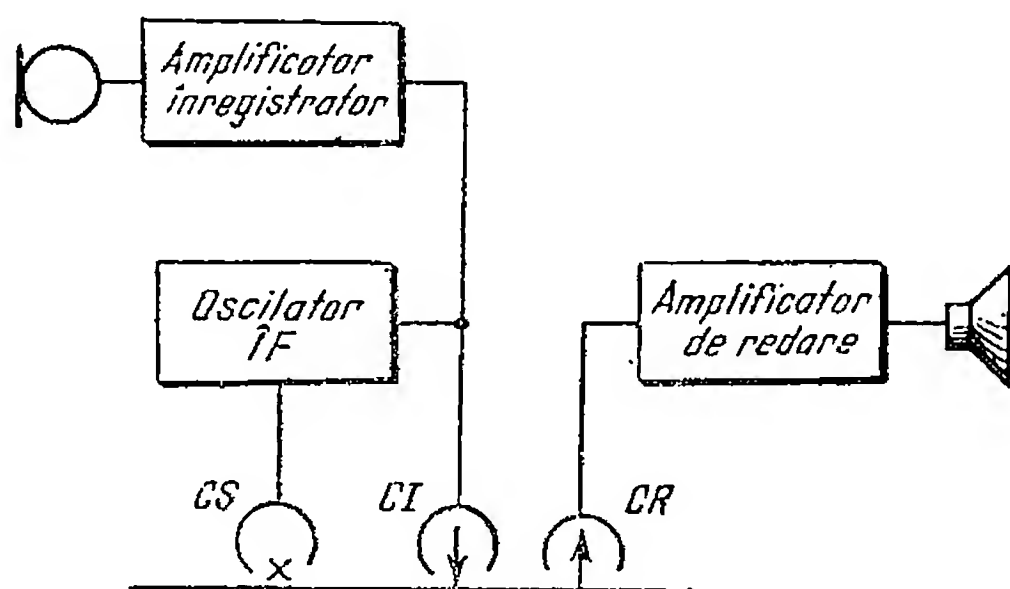 Amplificator
înregistrator
Oscilator
ÎF
Amplificator
de redare
CS
CI
CR